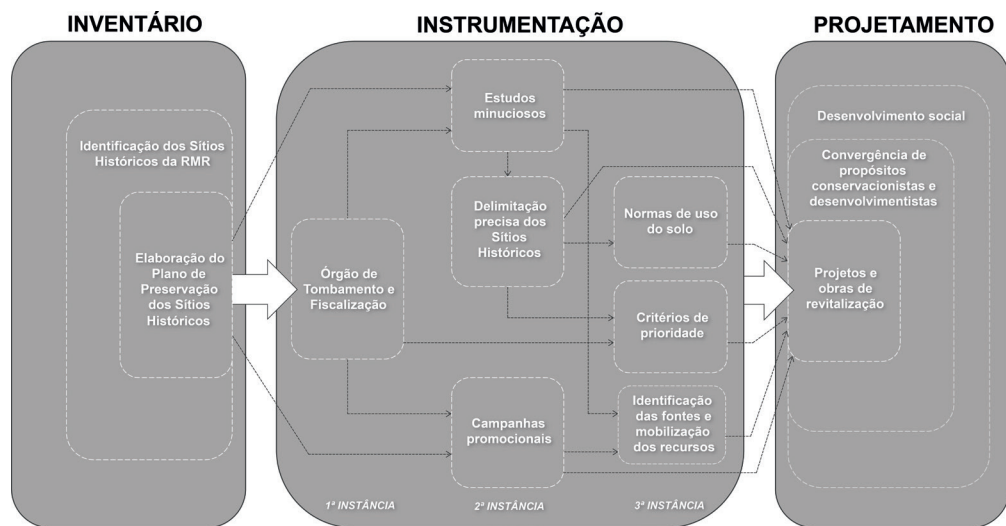 INVENTÁRIO
INSTRUMENTAÇÃO
PROJETAMENTO
Identificação dos Sítios
Históricos da RMR
Elaboração do
Plano de
Preservação
dos Sítios
Históricos
Órgão de
Tombamento e
Fiscalização
Estudos
minuciosos
Delimitação
precisa dos
Sítios
Históricos
Campanhas
promocionais
Normas de uso
do solo
Critérios de
prioridade
Identificação
das fontes e
mobilização
dos recursos
1ª INSTÂNCIA
2ª INSTÂNCIA
3ª INSTÂNCIA
Desenvolvimento social
Convergência de
propósitos
conservacionistas e
desenvolvimentistas
Projetos e
obras de
revitalização